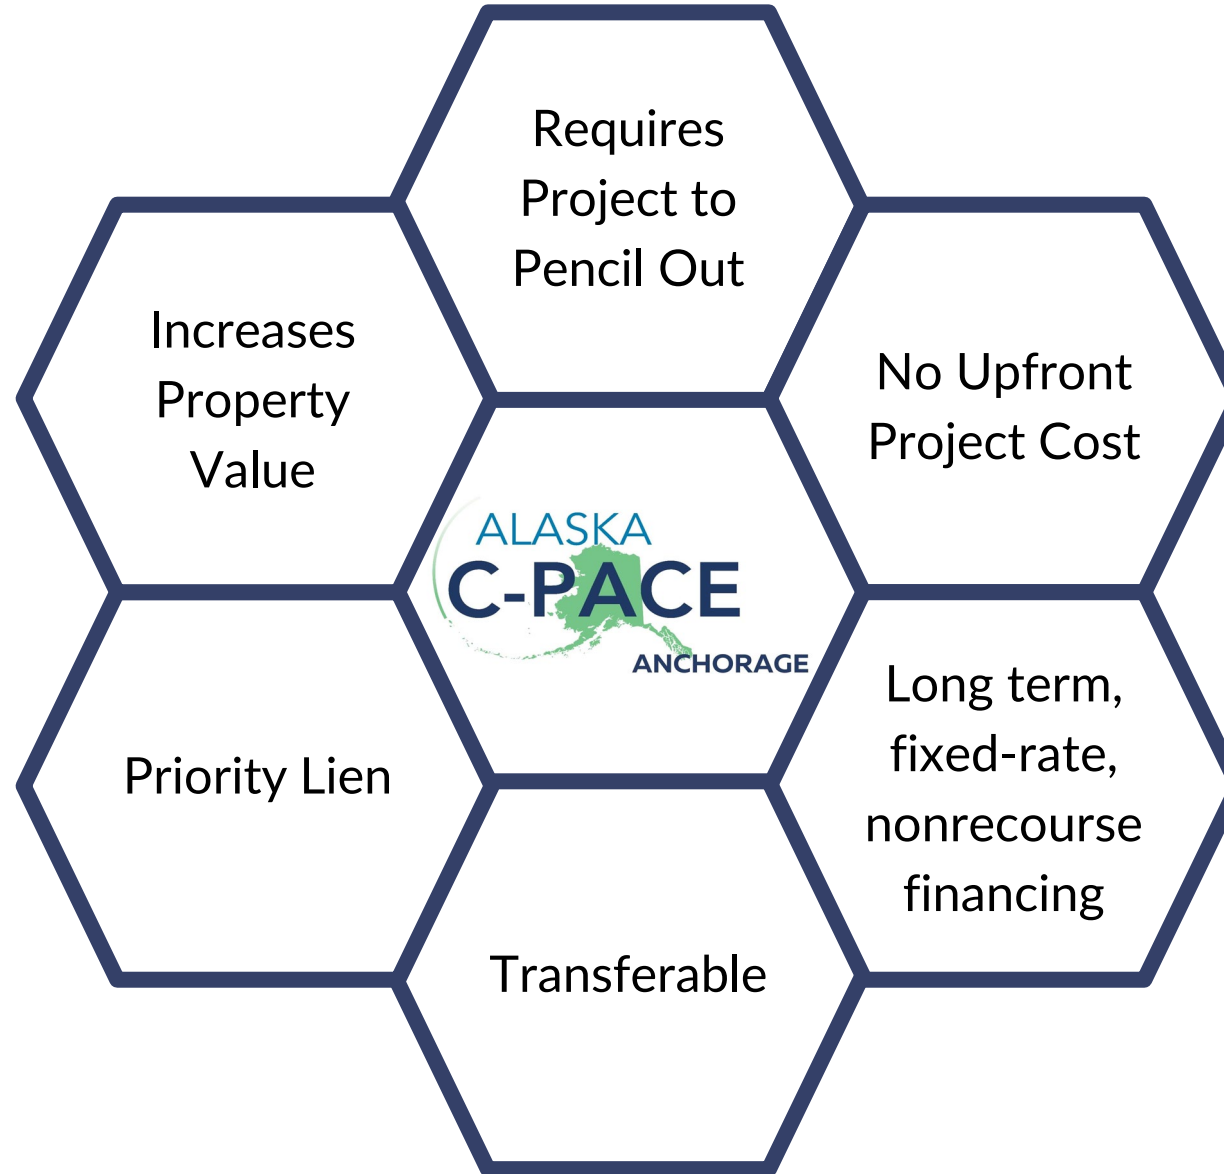 Requires
Project to
Pencil Out
Increases
Property
Value
No Upfront
Project Cost
ALASKA
C-PACE
ANCHORAGE
Priority Lien
Long term,
fixed-rate,
nonrecourse
financing
Transferable